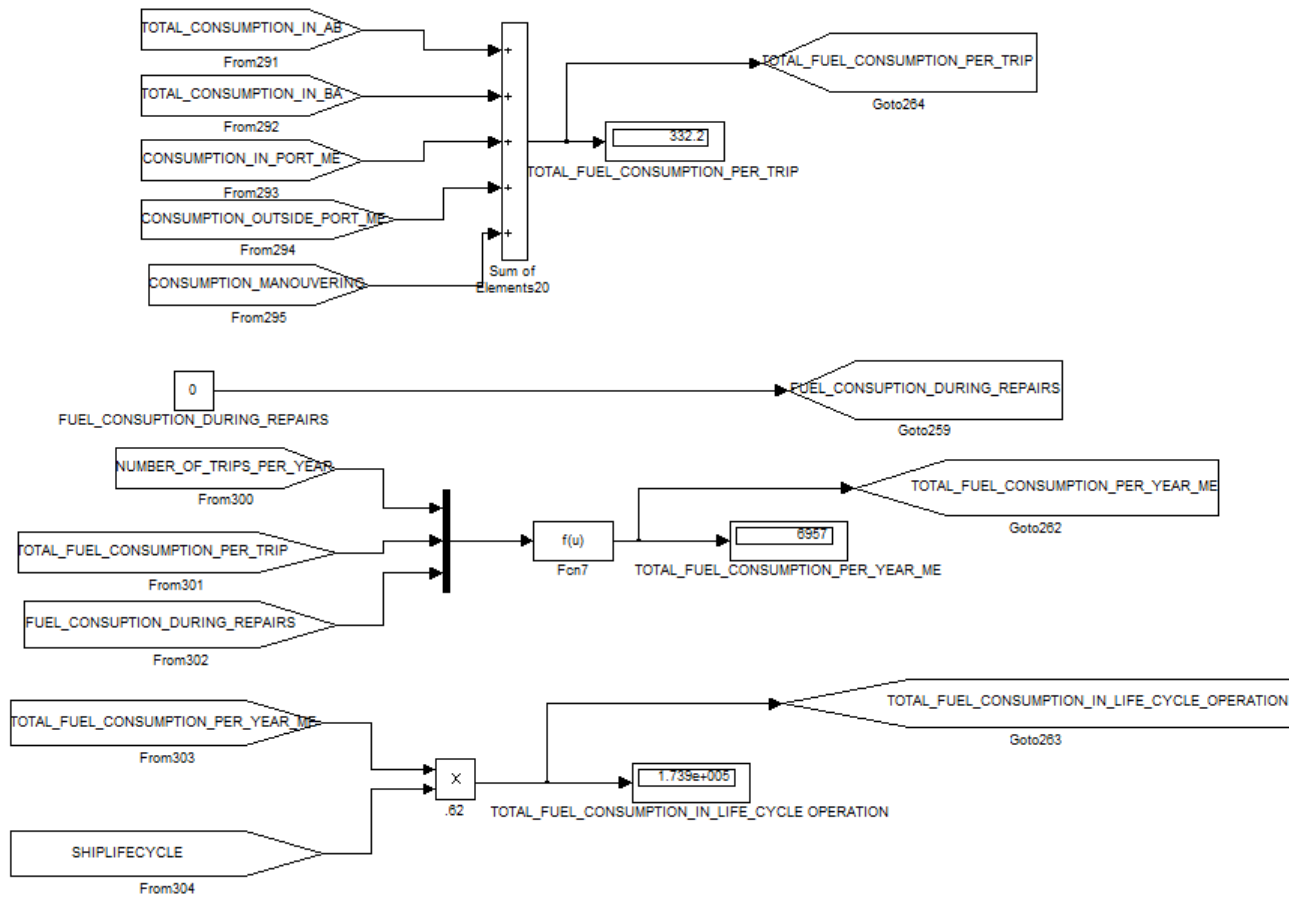 TOTAL_CONSUMPTION_IN_AB
From291
TOTAL_CONSUMPTION_IN_BA
From292
CONSUMPTION_IN_PORT_ME
From293
CONSUMPTION_OUTSIDE_PORT_ME
From294
CONSUMPTION_MANOUVERING
From295
+
+
+
+
+
Sum of
Elements20
TOTAL_FUEL_CONSUMPTION_PER_TRIP
Goto264
332.2
TOTAL_FUEL_CONSUMPTION_PER_TRIP
0
FUEL_CONSUPTION_DURING_REPAIRS
FUEL_CONSUPTION_DURING_REPAIRS
Goto259
NUMBER_OF_TRIPS_PER_YEAR
From300
TOTAL_FUEL_CONSUMPTION_PER_TRIP
From301
FUEL_CONSUPTION_DURING_REPAIRS
From302
f(u)
Fcn7
TOTAL_FUEL_CONSUMPTION_PER_YEAR_ME
Goto262
6957
TOTAL_FUEL_CONSUMPTION_PER_YEAR_ME
TOTAL_FUEL_CONSUMPTION_PER_YEAR_ME
From303
SHIPLIFECYCLE
From304
X
.62
TOTAL_FUEL_CONSUMPTION_IN_LIFE_CYCLE_OPERATION
Goto263
1.739e+005
TOTAL_FUEL_CONSUMPTION_IN_LIFE_CYCLE OPERATION